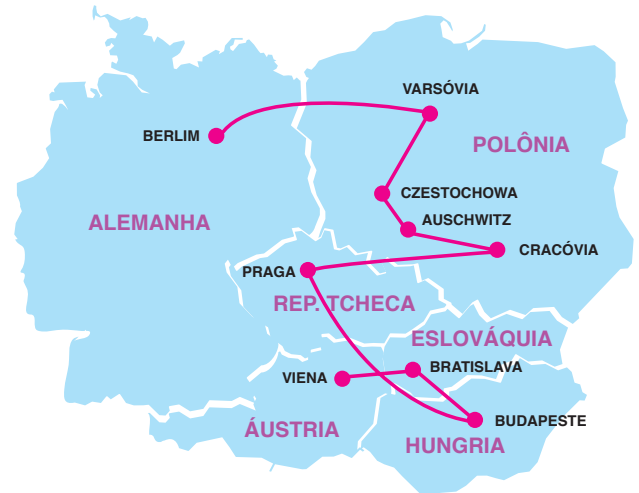 VARSÓVIA
BERLIM
POLÔNIA
CZESTOCHOWA
AUSCHWITZ
ALEMANHA
CRACÓVIA
PRAGA
REP. TCHECA
ESLOVÁQUIA
BRATISLAVA
VIENA
BUDAPESTE
ÁUSTRIA
HUNGRIA